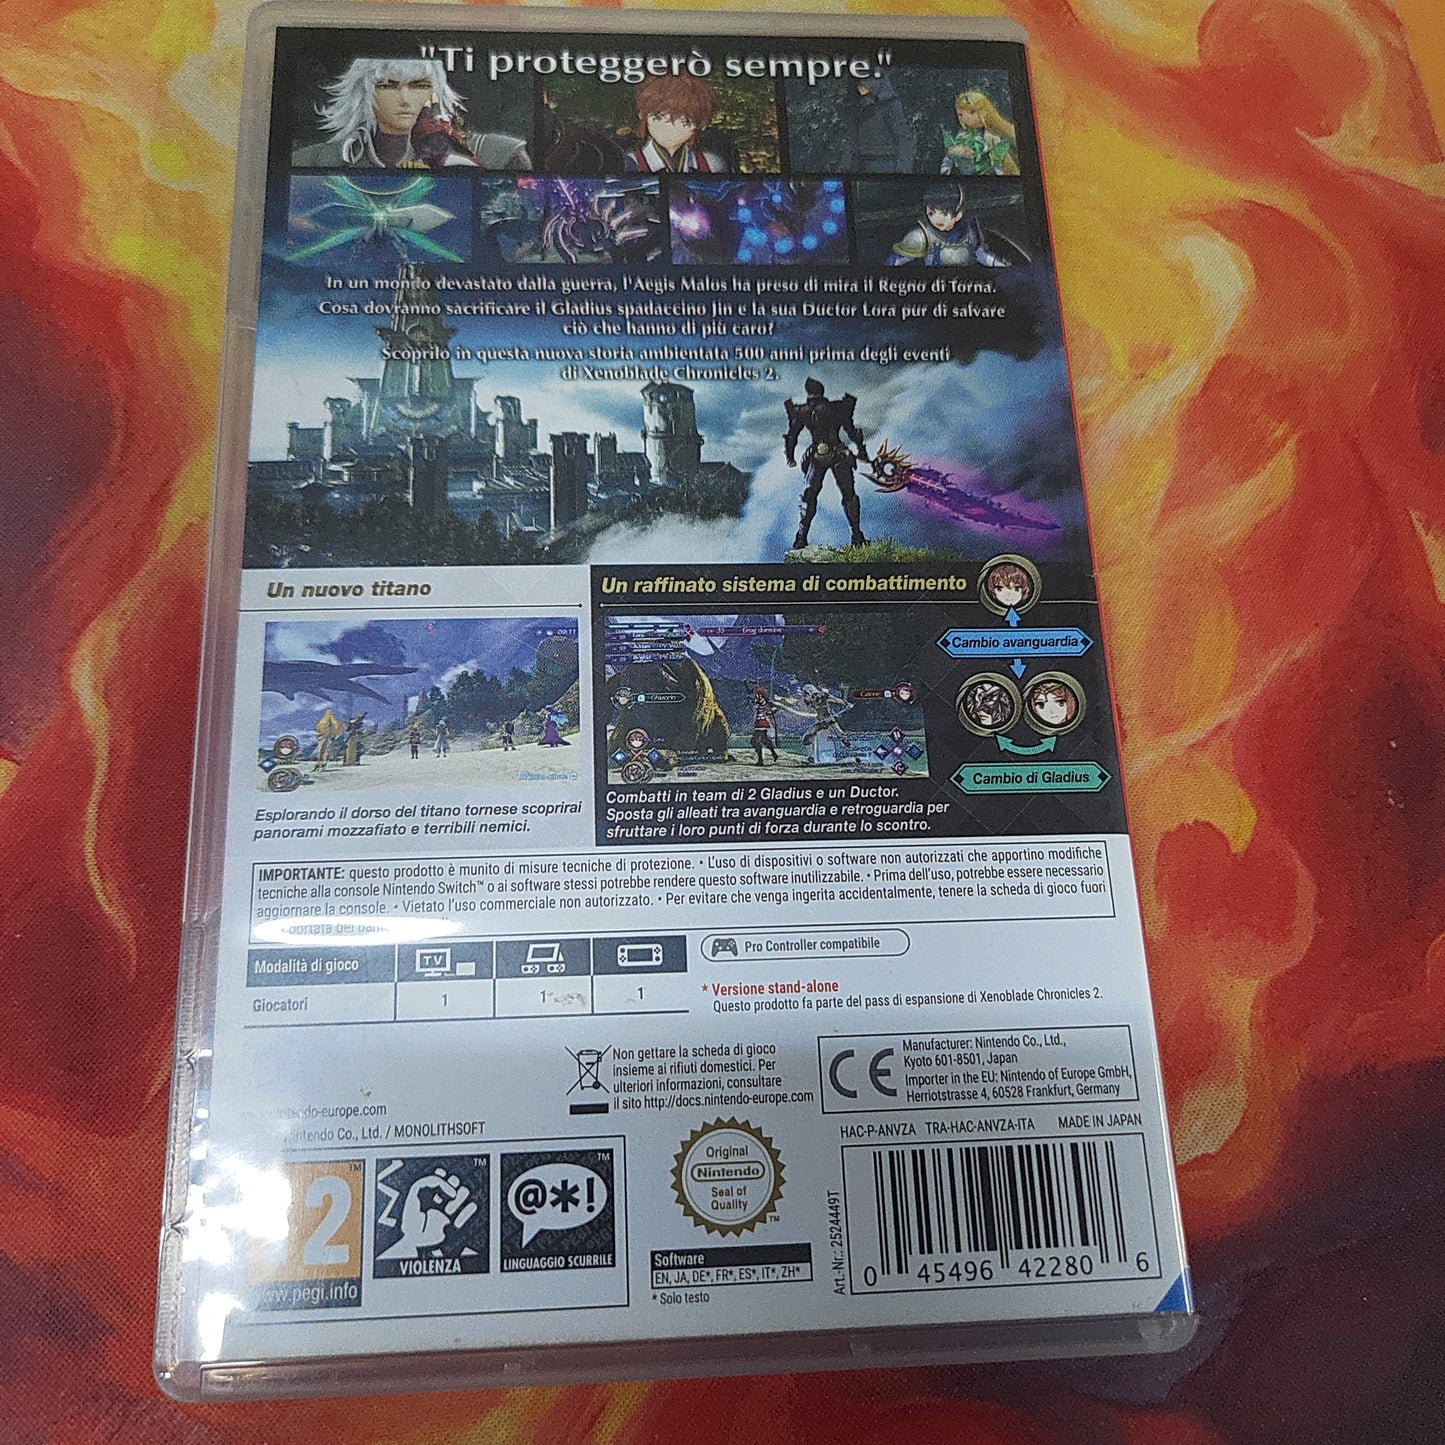 "Ti proteggerò sempre."
In un mondo devastato dalla guerra, l'Aegis Malos ha preso di mira il Regno di Torna.
Cosa dovranno sacrificare il Gladius spadaccino Jin e la sua Ductor Lora pur di salvare
ciò che hanno di più caro?
Scoprilo in questa nuova storia ambientata 500 anni prima degli eventi
di Xenoblade Chronicles 2.
Un nuovo titano
Un raffinato sistema di combattimento
Cambio avanguardia
Cambio di Gladius
Esplorando il dorso del titano tornese scoprirai
panorami mozzafiato e terribili nemici.
Combatti in team di 2 Gladius e un Ductor.
Sposta gli alleati tra avanguardia e retroguardia per
sfruttare i loro punti di forza durante lo scontro.
IMPORTANTE: questo prodotto è munito di misure tecniche di protezione. • L'uso di dispositivi o software non autorizzati che apportino modifiche
tecniche alla console Nintendo Switch™ o ai software stessi potrebbe rendere questo software inutilizzabile. • Prima dell'uso, potrebbe essere necessario
aggiornare la console. • Vietato l'uso commerciale non autorizzato. • Per evitare che venga ingerita accidentalmente, tenere la scheda di gioco fuori
portata dei
Modalità di gioco
TV
Pro Controller compatibile
Giocatori 1 1 1
* Versione stand-alone
Questo prodotto fa parte del pass di espansione di Xenoblade Chronicles 2.
Non gettare la scheda di gioco
insieme ai rifiuti domestici. Per
ulteriori informazioni, consultare
il sito http://docs.nintendo-europe.com
CE
Manufacturer: Nintendo Co., Ltd.,
Kyoto 601-8501, Japan
Importer in the EU: Nintendo of Europe GmbH,
Herriotstrasse 4, 60528 Frankfurt, Germany
nintendo-europe.com
Nintendo Co., Ltd. / MONOLITHSOFT
HAC-P-ANVZA TRA-HAC-ANVZA-ITA MADE IN JAPAN
12 ™
www.pegi.info
™
VIOLENZA
@*! ™
LINGUAGGIO SCURRILE
Original
Nintendo
Seal of
Quality
™
Software
EN, JA, DE*, FR*, ES*, IT*, ZH*
* Solo testo
Art.-Nr.: 2524449T
0 45496 42280 6